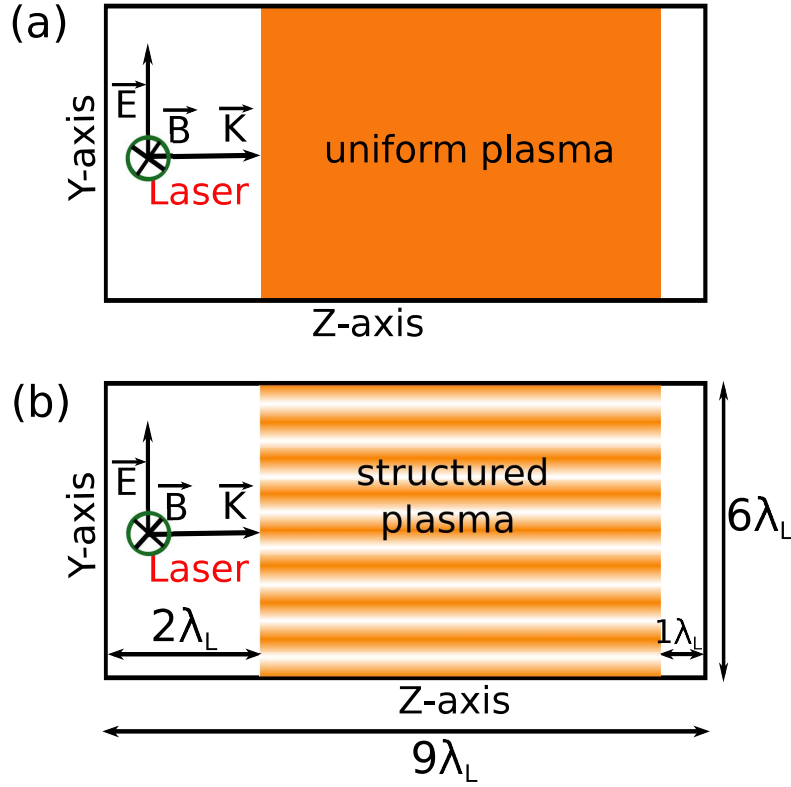 (a)
Y-axis
E
B
K
Laser
uniform plasma
Z-axis
(b)
Y-axis
E
B
K
Laser
structured
plasma
6λL
2λL
1λL
Z-axis
9λL